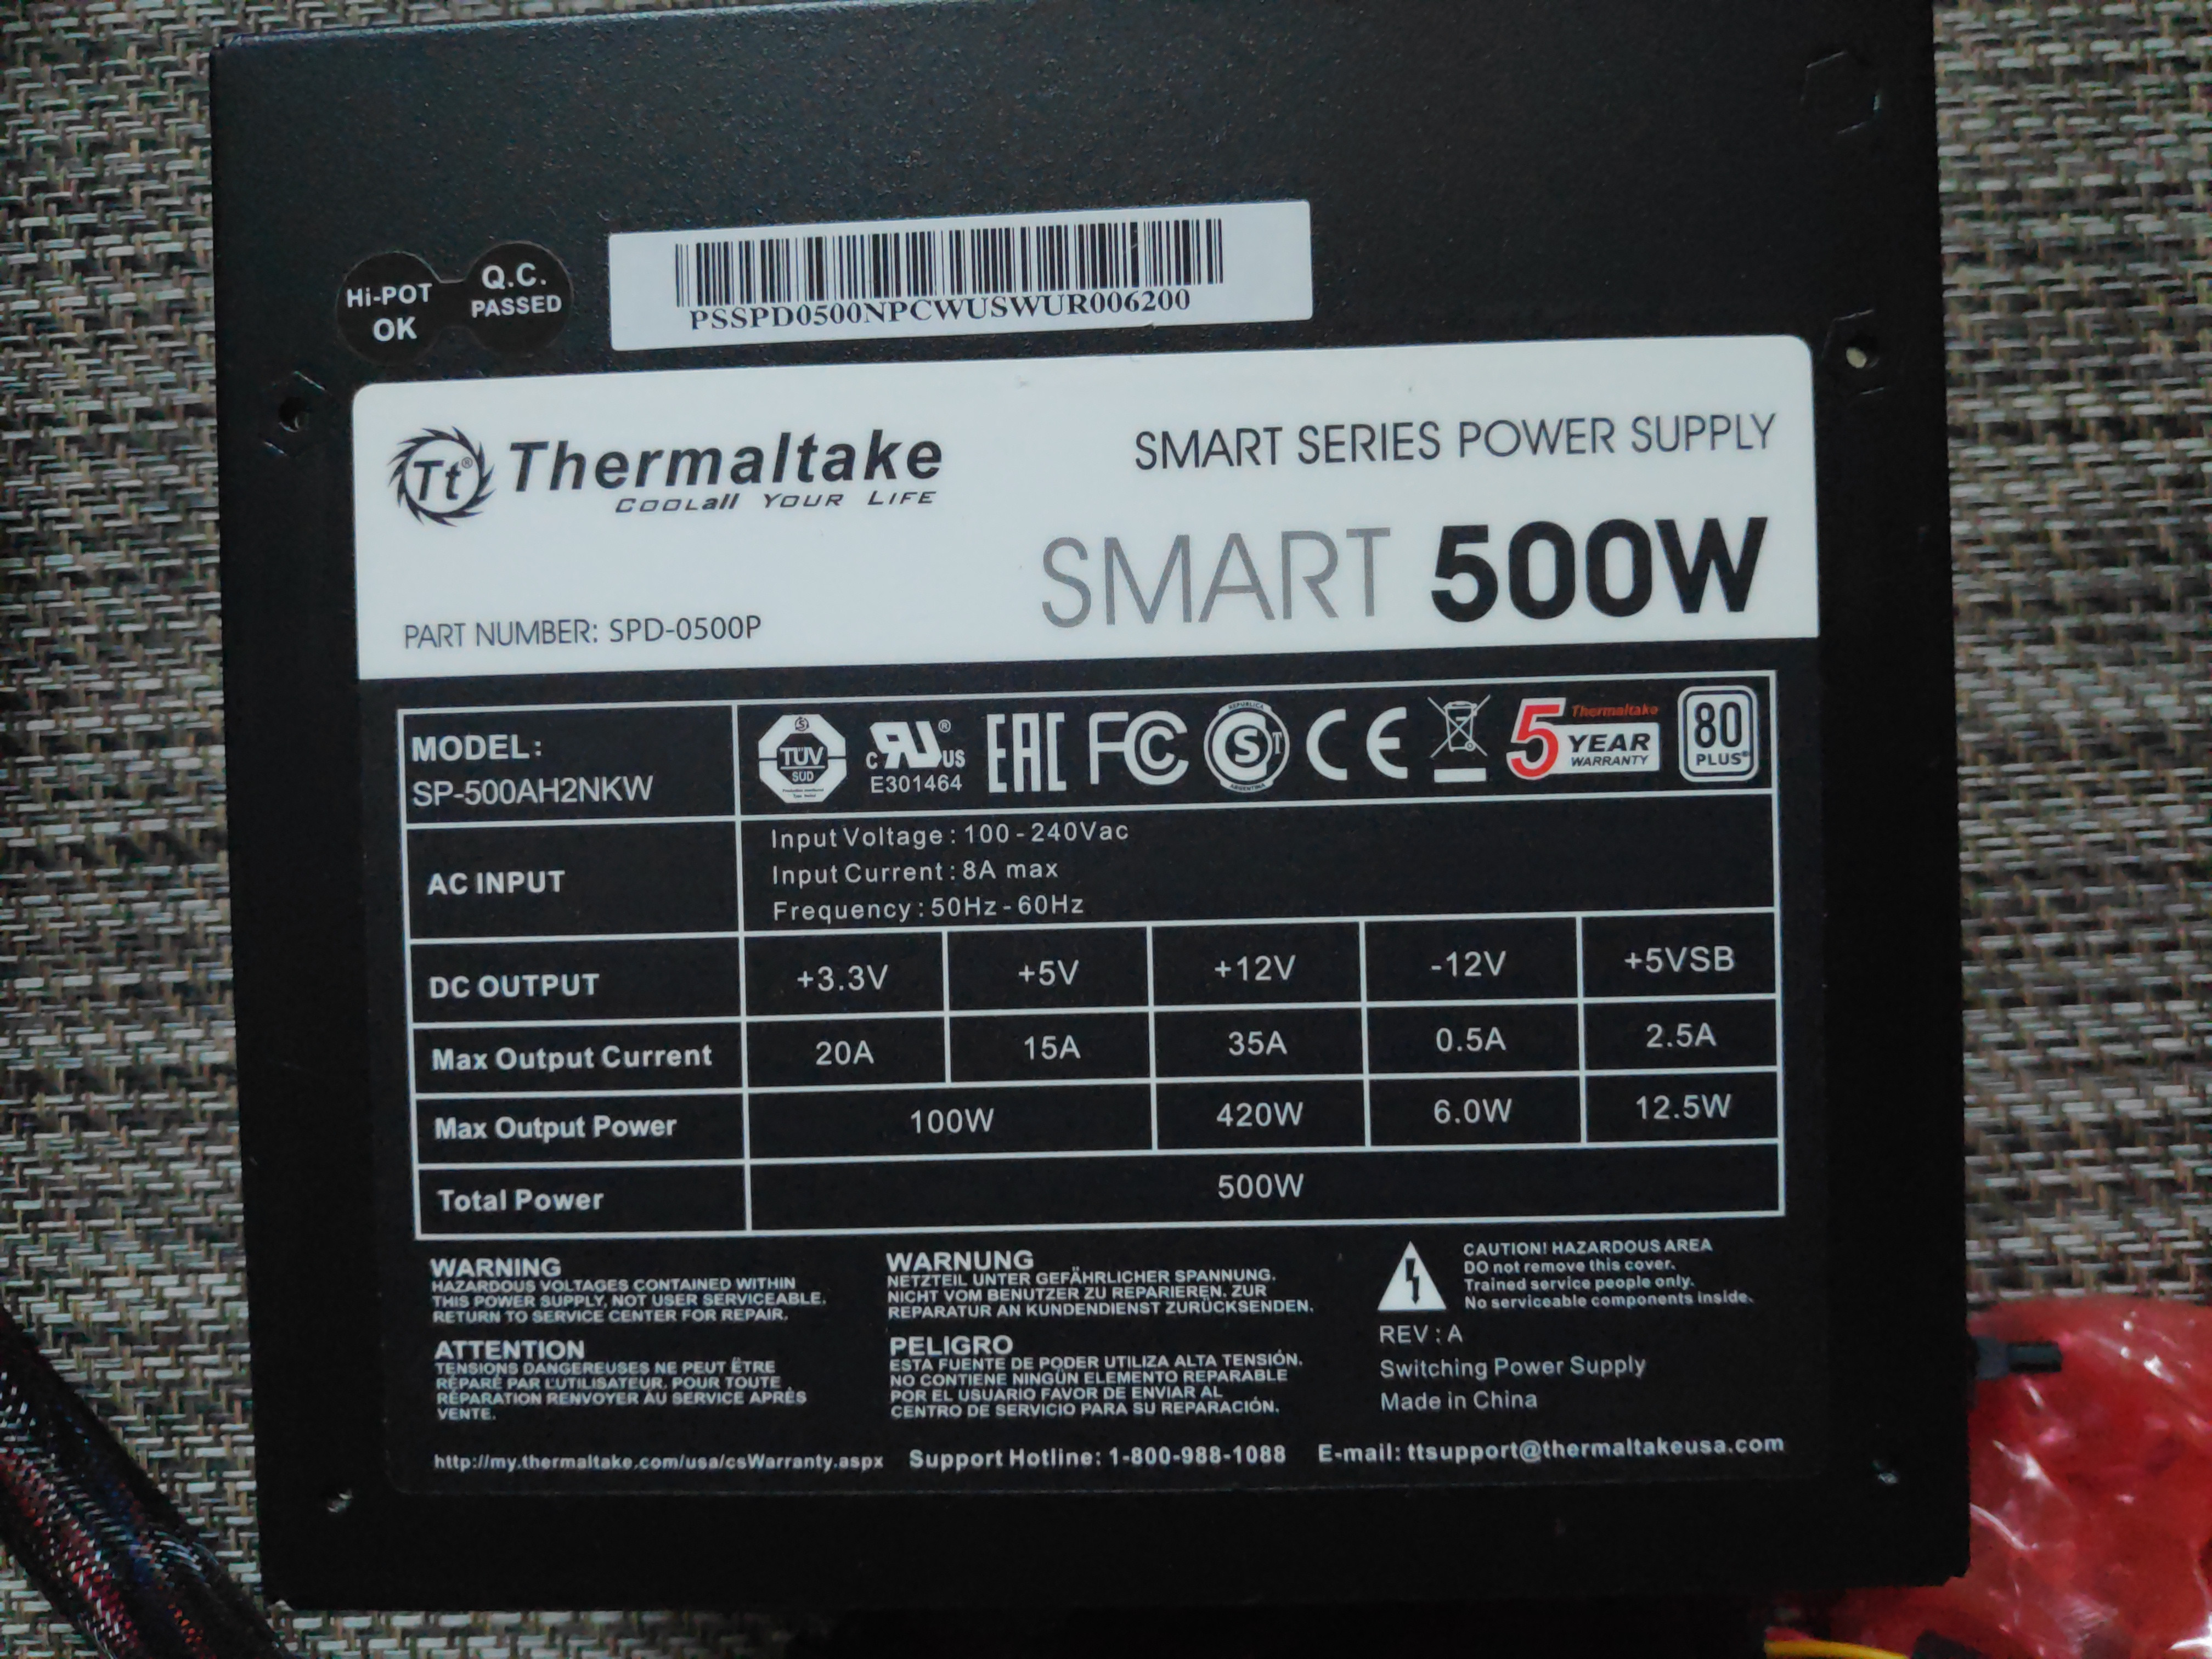 Hi-POT
OK
Q.C.
PASSED
PSSPD0500NPCWUSWUR006200
Tt® Thermaltake
COOLall YOUR LIFE
SMART SERIES POWER SUPPLY
SMART 500W
PART NUMBER: SPD-0500P
MODEL:
SP-500AH2NKW
S
TÜV
SÜD
c RU US ®
E301464
EAC
FC
REPUBLICA
S T
ARGENTINA
CE
5 Thermaltake
YEAR
WARRANTY
80
PLUS®
AC INPUT
Input Voltage : 100 - 240Vac
Input Current : 8A max
Frequency : 50Hz - 60Hz
DC OUTPUT +3.3V +5V +12V -12V +5VSB
Max Output Current 20A 15A 35A 0.5A 2.5A
Max Output Power 100W 420W 6.0W 12.5W
Total Power 500W
WARNING
HAZARDOUS VOLTAGES CONTAINED WITHIN
THIS POWER SUPPLY, NOT USER SERVICEABLE.
RETURN TO SERVICE CENTER FOR REPAIR.
ATTENTION
TENSIONS DANGEREUSES NE PEUT ËTRE
RÉPARÉ PAR L'UTILISATEUR. POUR TOUTE
RÉPARATION RENVOYER AU SERVICE APRÈS
VENTE.
WARNUNG
NETZTEIL UNTER GEFÄHRLICHER SPANNUNG.
NICHT VOM BENUTZER ZU REPARIEREN. ZUR
REPARATUR AN KUNDENDIENST ZURÜCKSENDEN.
PELIGRO
ESTA FUENTE DE PODER UTILIZA ALTA TENSIÓN.
NO CONTIENE NINGÚN ELEMENTO REPARABLE
POR EL USUARIO FAVOR DE ENVIAR AL
CENTRO DE SERVICIO PARA SU REPARACIÓN.
CAUTION! HAZARDOUS AREA
DO not remove this cover.
Trained service people only.
No serviceable components inside.
REV : A
Switching Power Supply
Made in China
http://my.thermaltake.com/usa/csWarranty.aspx Support Hotline: 1-800-988-1088 E-mail: ttsupport@thermaltakeusa.com